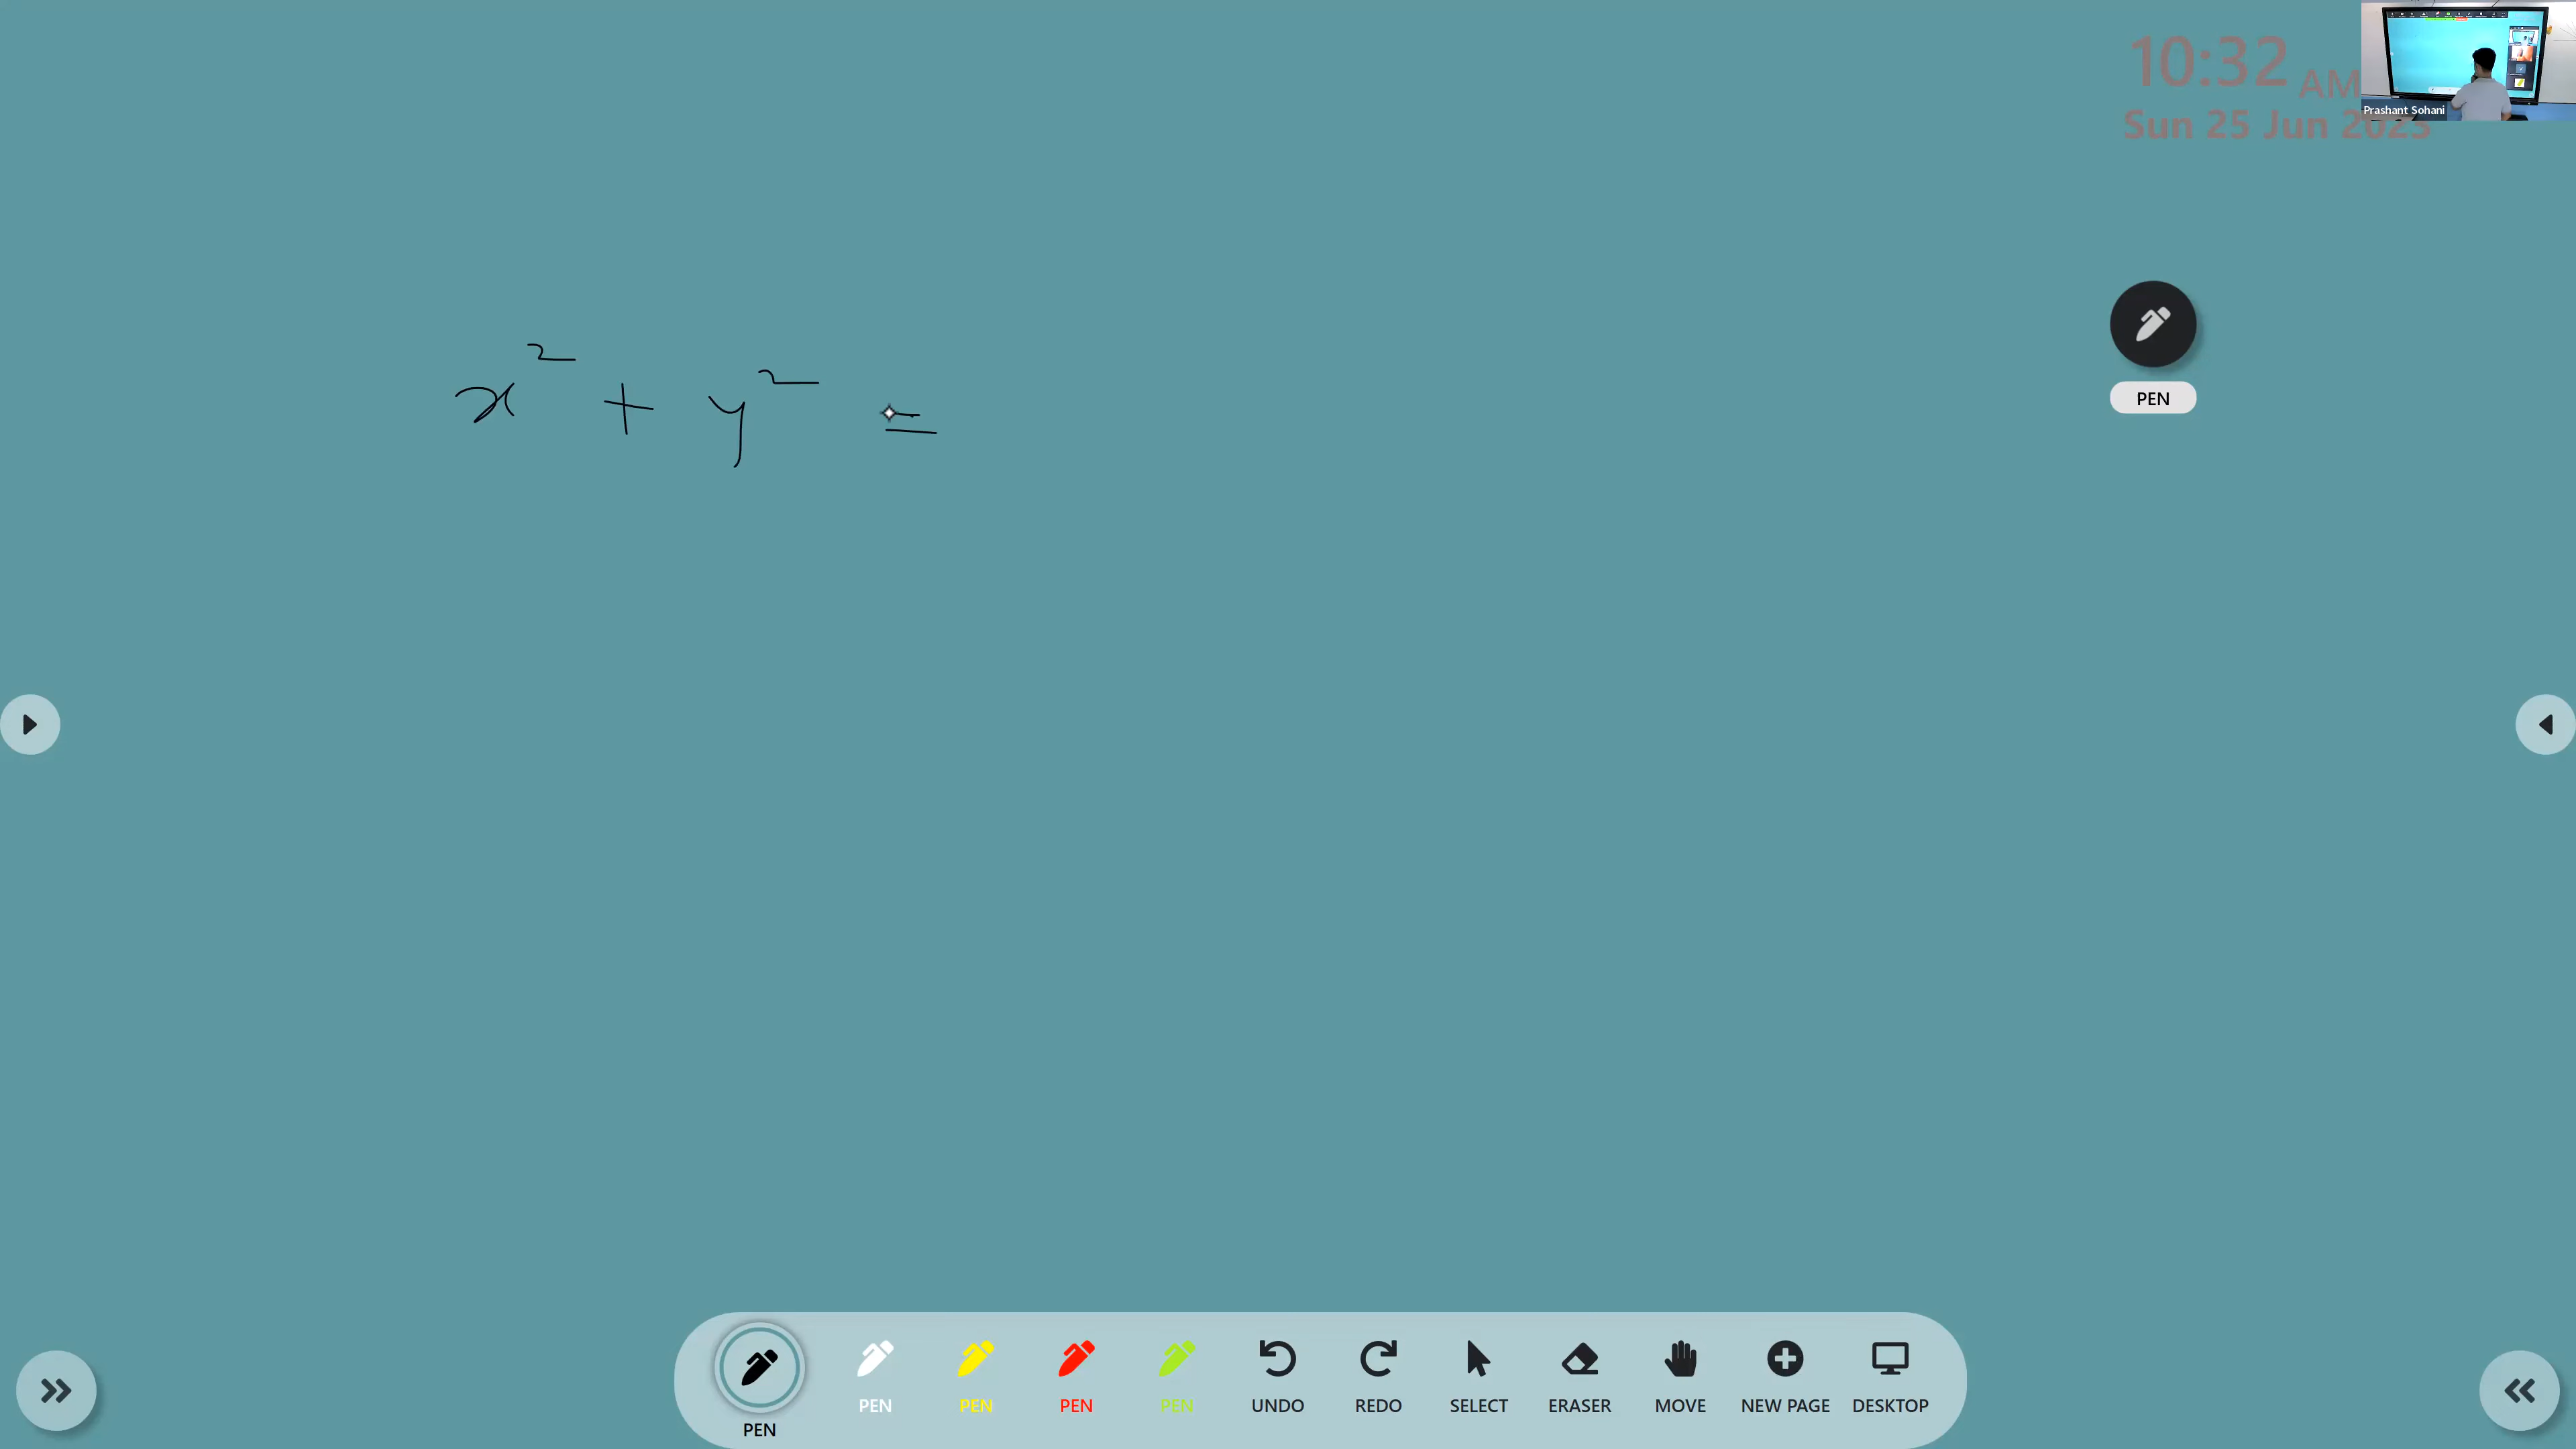 10:32 AM
Prashant Sohani
Sun 25 Jun 2023
x² + y² =
PEN
PEN PEN PEN PEN PEN UNDO REDO SELECT ERASER MOVE NEW PAGE DESKTOP